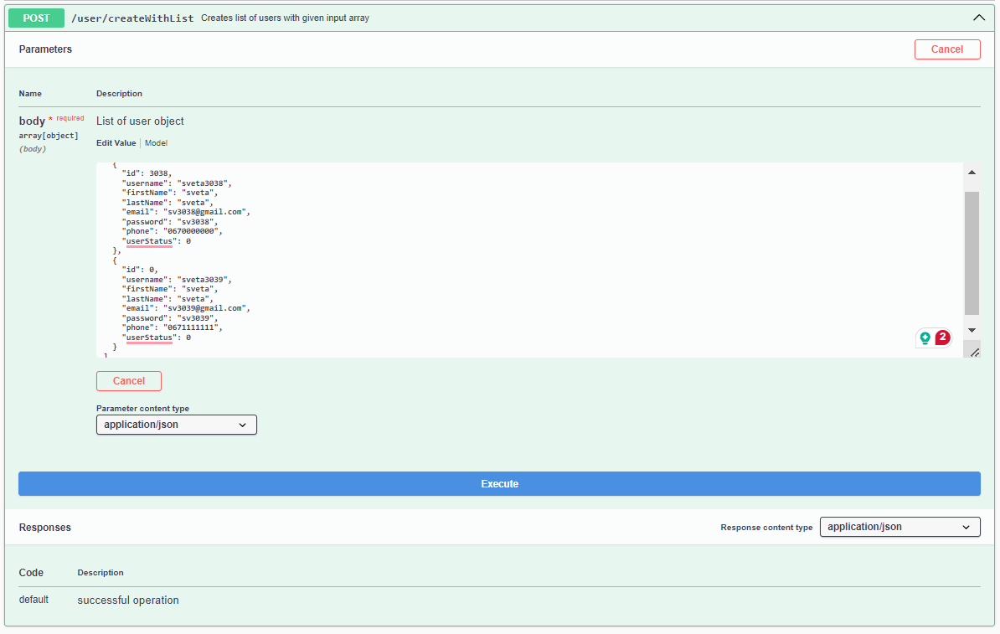 POST /user/createWithList Creates list of users with given input array
Parameters
Cancel
Name Description
body * required List of user object
array[object]
(body)
Edit Value Model
{
"id": 3038,
"username": "sveta3038",
"firstName": "sveta",
"lastName": "sveta",
"email": "sv3038@gmail.com",
"password": "sv3038",
"phone": "0670000000",
"userStatus": 0
},
{
"id": 0,
"username": "sveta3039",
"firstName": "sveta",
"lastName": "sveta",
"email": "sv3039@gmail.com",
"password": "sv3039",
"phone": "0671111111",
"userStatus": 0
}
]
2
Cancel
Parameter content type
application/json
Execute
Responses
Response content type application/json
Code Description
default successful operation